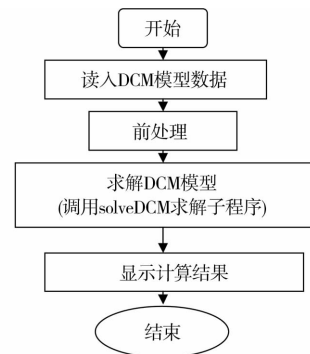 开始
读入DCM模型数据
前处理
求解DCM模型
(调用solveDCM求解子程序)
显示计算结果
结束